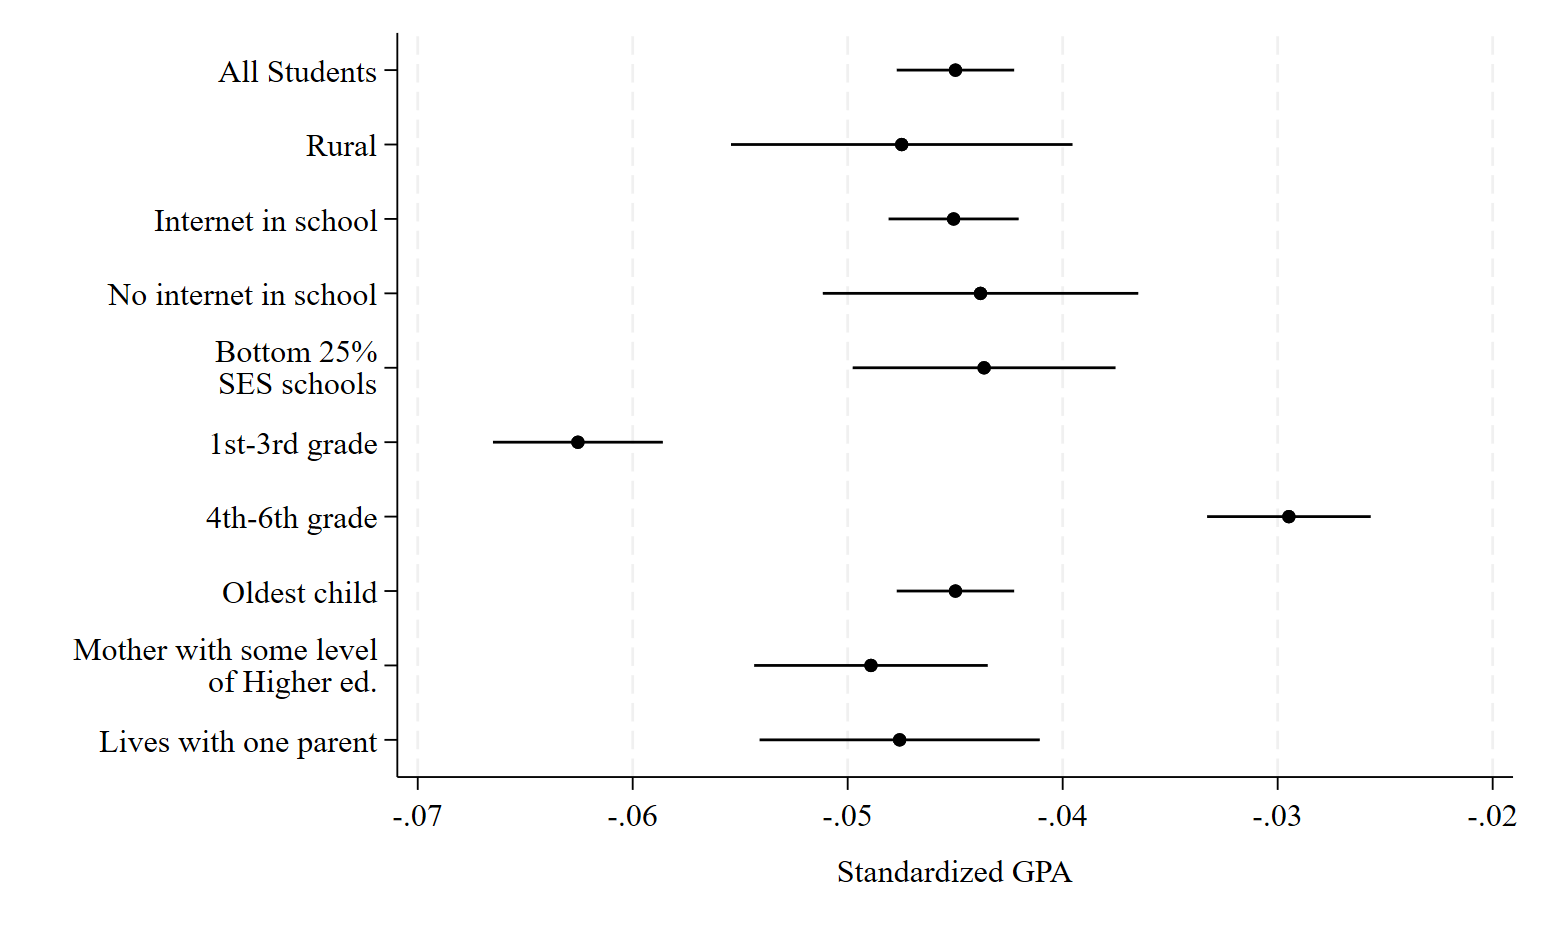 All Students
Rural
Internet in school
No internet in school
Bottom 25%
SES schools
1st-3rd grade
4th-6th grade
Oldest child
Mother with some level
of Higher ed.
Lives with one parent
-.07 -.06 -.05 -.04 -.03 -.02
Standardized GPA